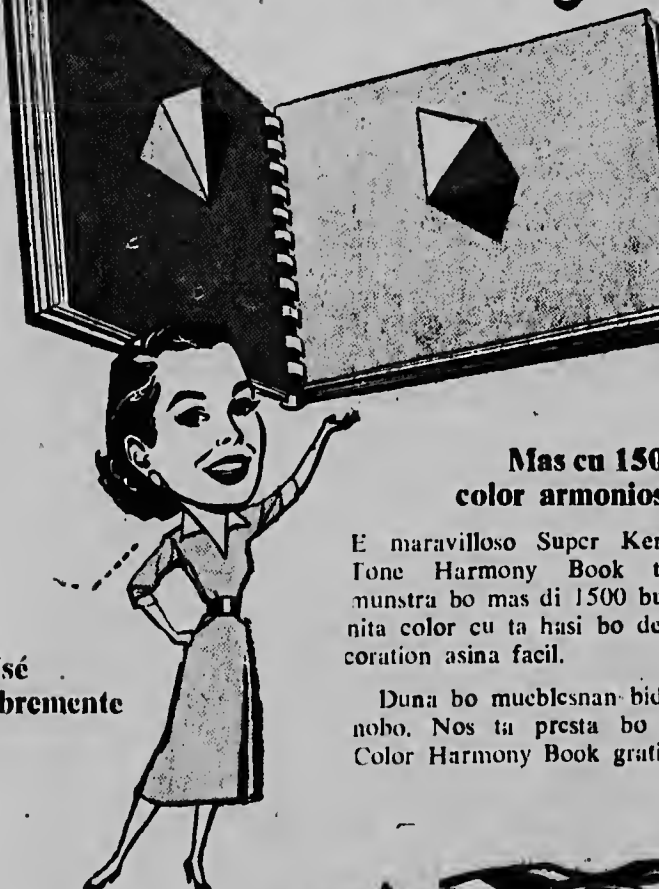 Mas cu 150
color armonios
E maravilloso Super Ker
Tone Harmony Book t
munstra bo mas di 1500 bu
nita color cu ta hasi bo de
coration asina facil.
Duna bo mueblesnan bid
nobo. Nos ta presta bo
Color Harmony Book grati
sé
bremente